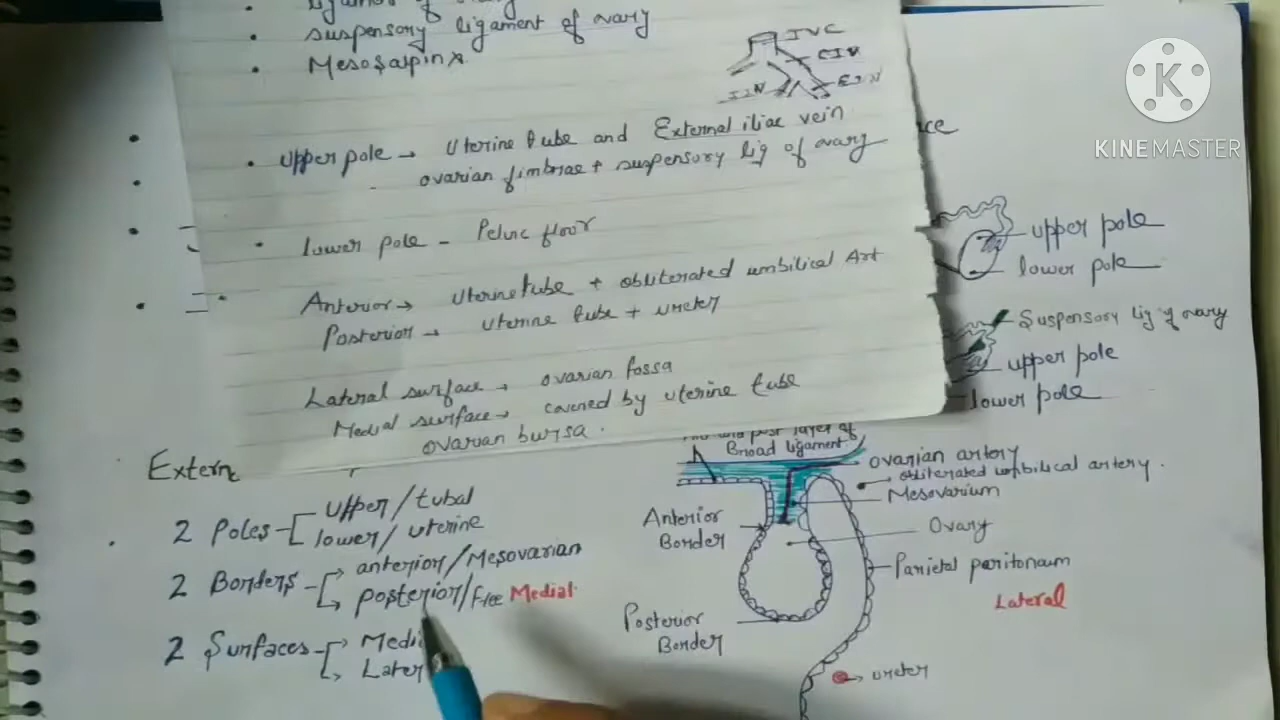 suspensory ligament of ovary
Mesosalpinx
IVC
CIV
EIV
IIV
Upper pole → Uterine tube and External iliac vein
ovarian fimbriae + suspensory lig of ovary
lower pole - Pelvic floor
Anterior → Uterine tube + obliterated umbilical Art
Posterior → Uterine tube + ureter
Lateral surface → ovarian fossa
Medial surface → covered by uterine tube
ovarian bursa.
upper pole
lower pole
Suspensory lig of ovary
upper pole
lower pole
Extern
2 Poles
Upper/tubal
lower/uterine
2 Borders
anterior/Mesovarian
posterior/free Medial
2 Surfaces
Medi
Later
post layer of
Broad ligament
ovarian artery
obliterated umbilical artery.
Mesovarium
Anterior
Border
Ovary
Parietal peritonaum
Lateral
Posterior
Border
ureter
K
KINEMASTER